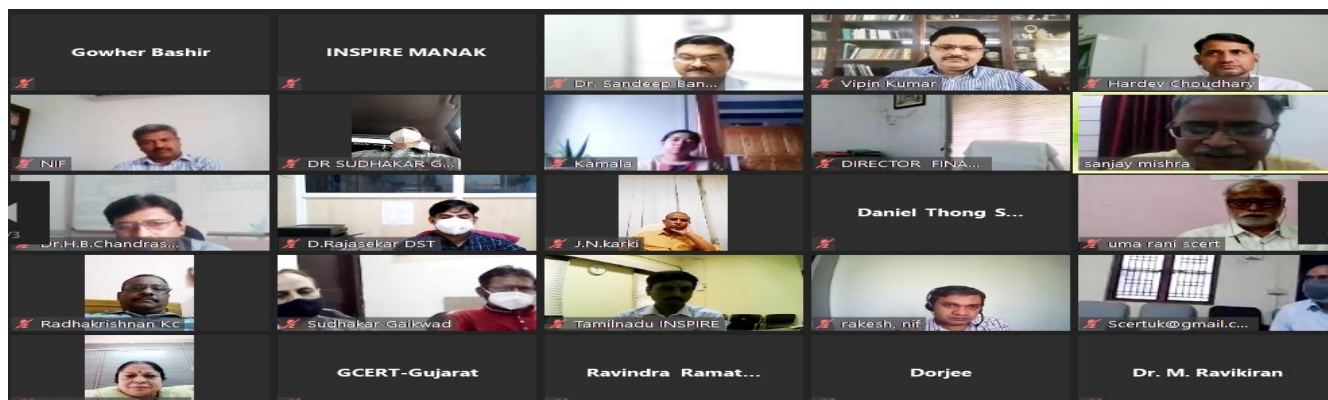 Gowher Bashir
INSPIRE MANAK
Dr. Sandeep Ban...
Vipin Kumar
Hardev Choudhary
NIF
DR SUDHAKAR G...
Kamala
DIRECTOR FINA...
sanjay mishra
Dr.H.B.Chandras...
D.Rajasekar DST
J.N.karki
Daniel Thong S...
uma rani scert
Radhakrishnan Kc
Sudhakar Gaikwad
Tamilnadu INSPIRE
rakesh, nif
Scertuk@gmail.c...
GCERT-Gujarat
Ravindra Ramat...
Dorjee
Dr. M. Ravikiran